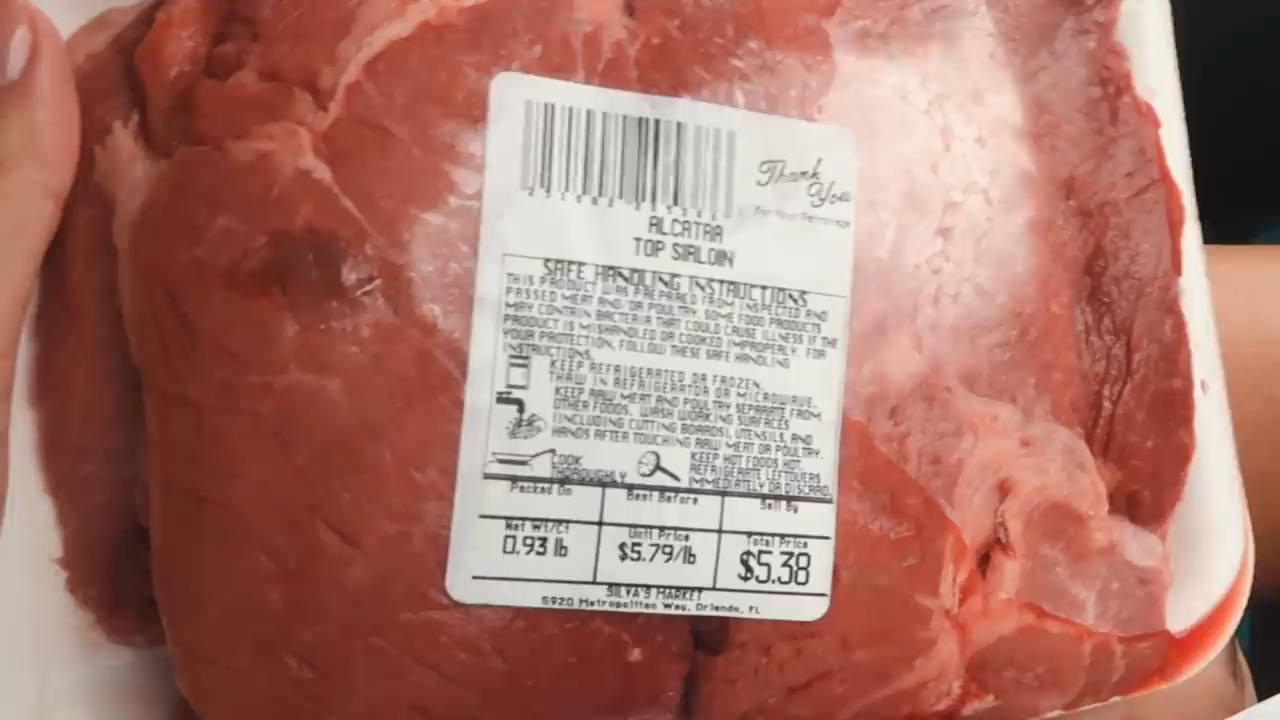 Thank
You
For Your Patronage
ALCATRA
TOP SIRLOIN
SAFE HANDLING INSTRUCTIONS
THIS PRODUCT WAS PREPARED FROM INSPECTED AND
PASSED MEAT AND/OR POULTRY. SOME FOOD PRODUCTS
MAY CONTAIN BACTERIA THAT COULD CAUSE ILLNESS IF THE
PRODUCT IS MISHANDLED OR COOKED IMPROPERLY. FOR
YOUR PROTECTION, FOLLOW THESE SAFE HANDLING
INSTRUCTIONS.
KEEP REFRIGERATED OR FROZEN.
THAW IN REFRIGERATOR OR MICROWAVE.
KEEP RAW MEAT AND POULTRY SEPARATE FROM
OTHER FOODS. WASH WORKING SURFACES
(INCLUDING CUTTING BOARDS), UTENSILS, AND
HANDS AFTER TOUCHING RAW MEAT OR POULTRY.
COOK
THOROUGHLY
KEEP HOT FOODS HOT.
REFRIGERATE LEFTOVERS
IMMEDIATELY OR DISCARD.
Packed On Best Before Sell By
Net Wt/Ct Unit Price Total Price
0.93 lb $5.79/lb $5.38
SILVA'S MARKET
5920 Metropolitan Way, Orlando, FL